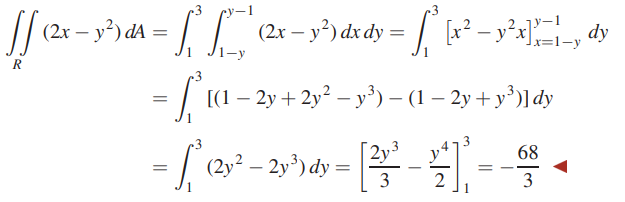 ∬_R (2x − y²) dA = ∫_1^3 ∫_{1−y}^{y−1} (2x − y²) dx dy = ∫_1^3 [x² − y²x]_{x=1−y}^{y−1} dy
= ∫_1^3 [(1 − 2y + 2y² − y³) − (1 − 2y + y³)] dy
= ∫_1^3 (2y² − 2y³) dy = [2y³/3 − y⁴/2]_1^3 = −68/3 ◄